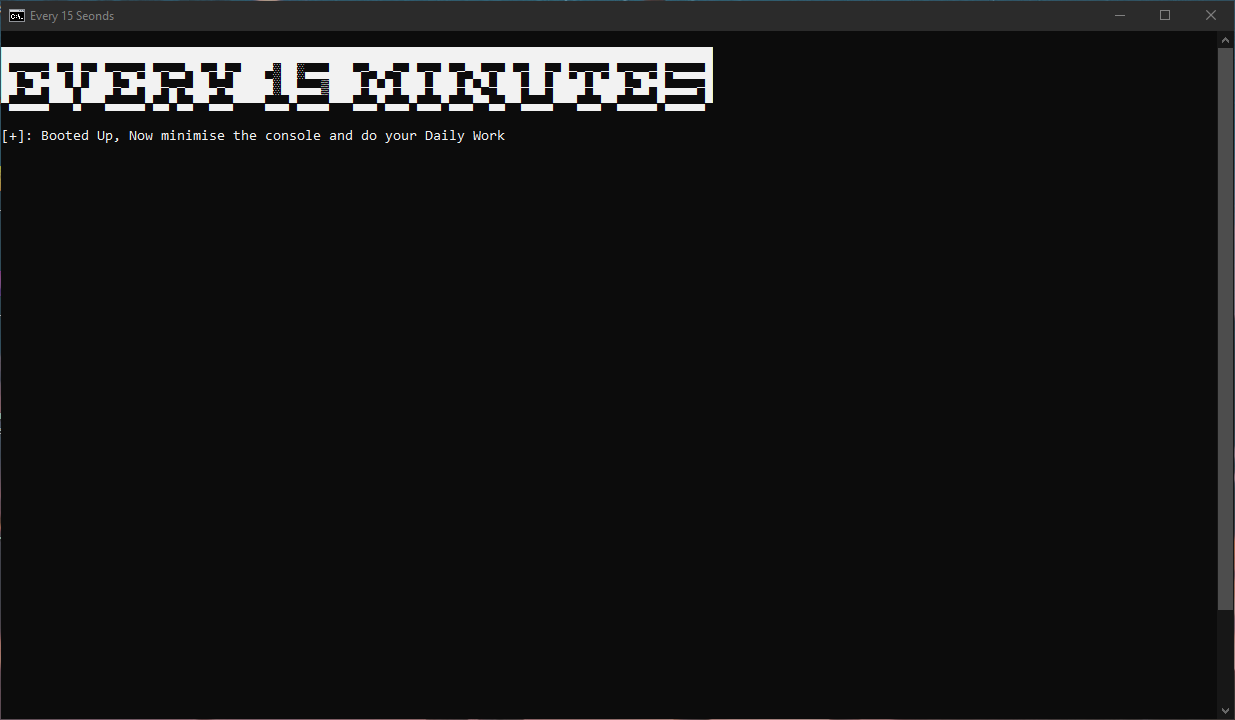 Every 15 Seonds
EVERY 15 MINUTES
[+]: Booted Up, Now minimise the console and do your Daily Work